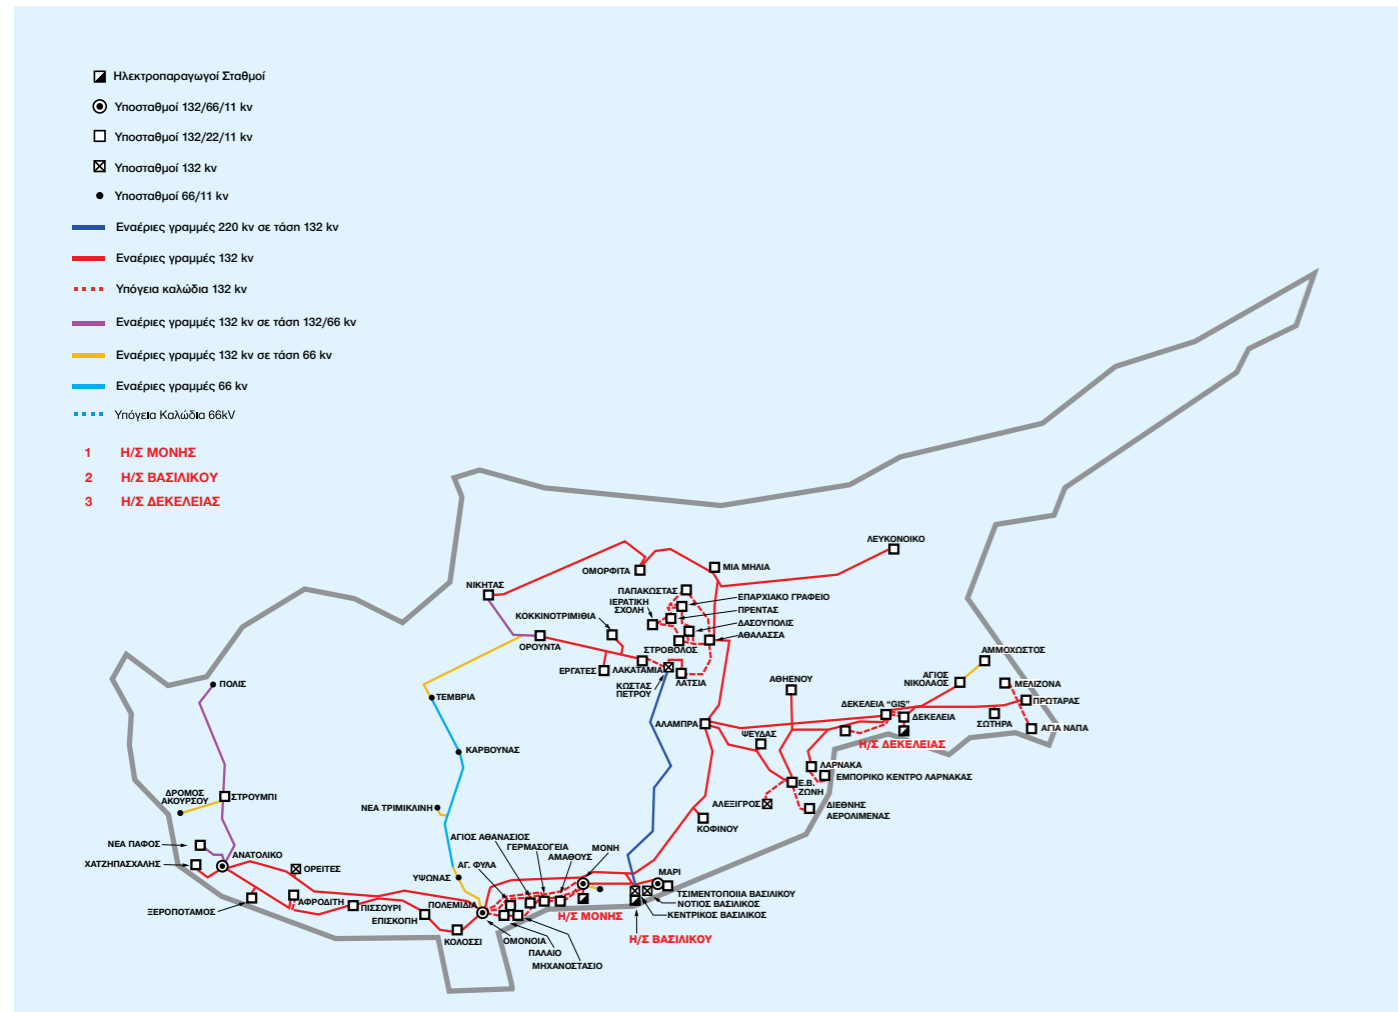 Ηλεκτροπαραγωγοί Σταθμοί
Υποσταθμοί 132/66/11 kv
Υποσταθμοί 132/22/11 kv
Υποσταθμοί 132 kv
Υποσταθμοί 66/11 kv
Εναέριες γραμμές 220 kv σε τάση 132 kv
Εναέριες γραμμές 132 kv
Υπόγεια καλώδια 132 kv
Εναέριες γραμμές 132 kv σε τάση 132/66 kv
Εναέριες γραμμές 132 kv σε τάση 66 kv
Εναέριες γραμμές 66 kv
Υπόγεια Καλώδια 66kV
1 Η/Σ ΜΟΝΗΣ
2 Η/Σ ΒΑΣΙΛΙΚΟΥ
3 Η/Σ ΔΕΚΕΛΕΙΑΣ
ΛΕΥΚΟΝΟΙΚΟ
ΟΜΟΡΦΙΤΑ
ΜΙΑ ΜΗΛΙΑ
ΝΙΚΗΤΑΣ
ΠΑΠΑΚΩΣΤΑΣ
ΕΠΑΡΧΙΑΚΟ ΓΡΑΦΕΙΟ
ΙΕΡΑΤΙΚΗ
ΣΧΟΛΗ
ΠΡΕΝΤΑΣ
ΚΟΚΚΙΝΟΤΡΙΜΙΘΙΑ
ΔΑΣΟΥΠΟΛΙΣ
ΑΘΑΛΑΣΣΑ
ΟΡΟΥΝΤΑ
ΣΤΡΟΒΟΛΟΣ
ΑΜΜΟΧΩΣΤΟΣ
ΕΡΓΑΤΕΣ
ΛΑΚΑΤΑΜΙΑ
ΚΩΣΤΑΣ
ΠΕΤΡΟΥ
ΛΑΤΣΙΑ
ΑΘΗΕΝΟΥ
ΑΓΙΟΣ
ΝΙΚΟΛΑΟΣ
ΜΕΛΙΖΟΝΑ
ΠΟΛΙΣ
ΤΕΜΒΡΙΑ
ΔΕΚΕΛΕΙΑ "GIS"
ΠΡΩΤΑΡΑΣ
ΔΕΚΕΛΕΙΑ
ΣΩΤΗΡΑ
ΑΓΙΑ ΝΑΠΑ
ΑΛΑΜΠΡΑ
ΨΕΥΔΑΣ
Η/Σ ΔΕΚΕΛΕΙΑΣ
ΚΑΡΒΟΥΝΑΣ
ΛΑΡΝΑΚΑ
ΕΜΠΟΡΙΚΟ ΚΕΝΤΡΟ ΛΑΡΝΑΚΑΣ
Ε.Β.
ΖΩΝΗ
ΔΡΟΜΟΣ
ΑΚΟΥΡΣΟΥ
ΣΤΡΟΥΜΠΙ
ΝΕΑ ΤΡΙΜΙΚΛΙΝΗ
ΑΛΕΞΙΓΡΟΣ
ΔΙΕΘΝΗΣ
ΑΕΡΟΛΙΜΕΝΑΣ
ΚΟΦΙΝΟΥ
ΑΓΙΟΣ ΑΘΑΝΑΣΙΟΣ
ΝΕΑ ΠΑΦΟΣ
ΓΕΡΜΑΣΟΓΕΙΑ
ΜΟΝΗ
ΑΝΑΤΟΛΙΚΟ
ΑΜΑΘΟΥΣ
ΧΑΤΖΗΠΑΣΧΑΛΗΣ
ΟΡΕΙΤΕΣ
ΑΓ. ΦΥΛΑ
ΥΨΩΝΑΣ
ΜΑΡΙ
ΤΣΙΜΕΝΤΟΠΟΙΙΑ ΒΑΣΙΛΙΚΟΥ
ΝΟΤΙΟΣ ΒΑΣΙΛΙΚΟΣ
ΚΕΝΤΡΙΚΟΣ ΒΑΣΙΛΙΚΟΣ
ΑΦΡΟΔΙΤΗ
ΠΙΣΣΟΥΡΙ
ΠΟΛΕΜΙΔΙΑ
ΞΕΡΟΠΟΤΑΜΟΣ
ΕΠΙΣΚΟΠΗ
Η/Σ ΜΟΝΗΣ
ΚΟΛΟΣΣΙ
ΟΜΟΝΟΙΑ
Η/Σ ΒΑΣΙΛΙΚΟΥ
ΠΑΛΑΙΟ
ΜΗΧΑΝΟΣΤΑΣΙΟ